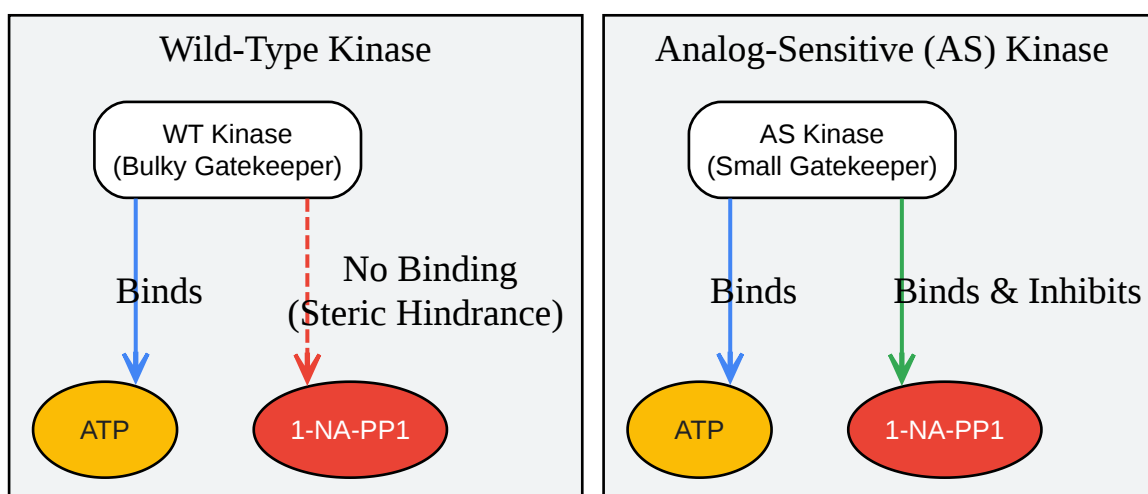 Wild-Type Kinase
WT Kinase
(Bulky Gatekeeper)
Binds
No Binding
(Steric Hindrance)
ATP
1-NA-PP1
Analog-Sensitive (AS) Kinase
AS Kinase
(Small Gatekeeper)
Binds
Binds & Inhibits
ATP
1-NA-PP1